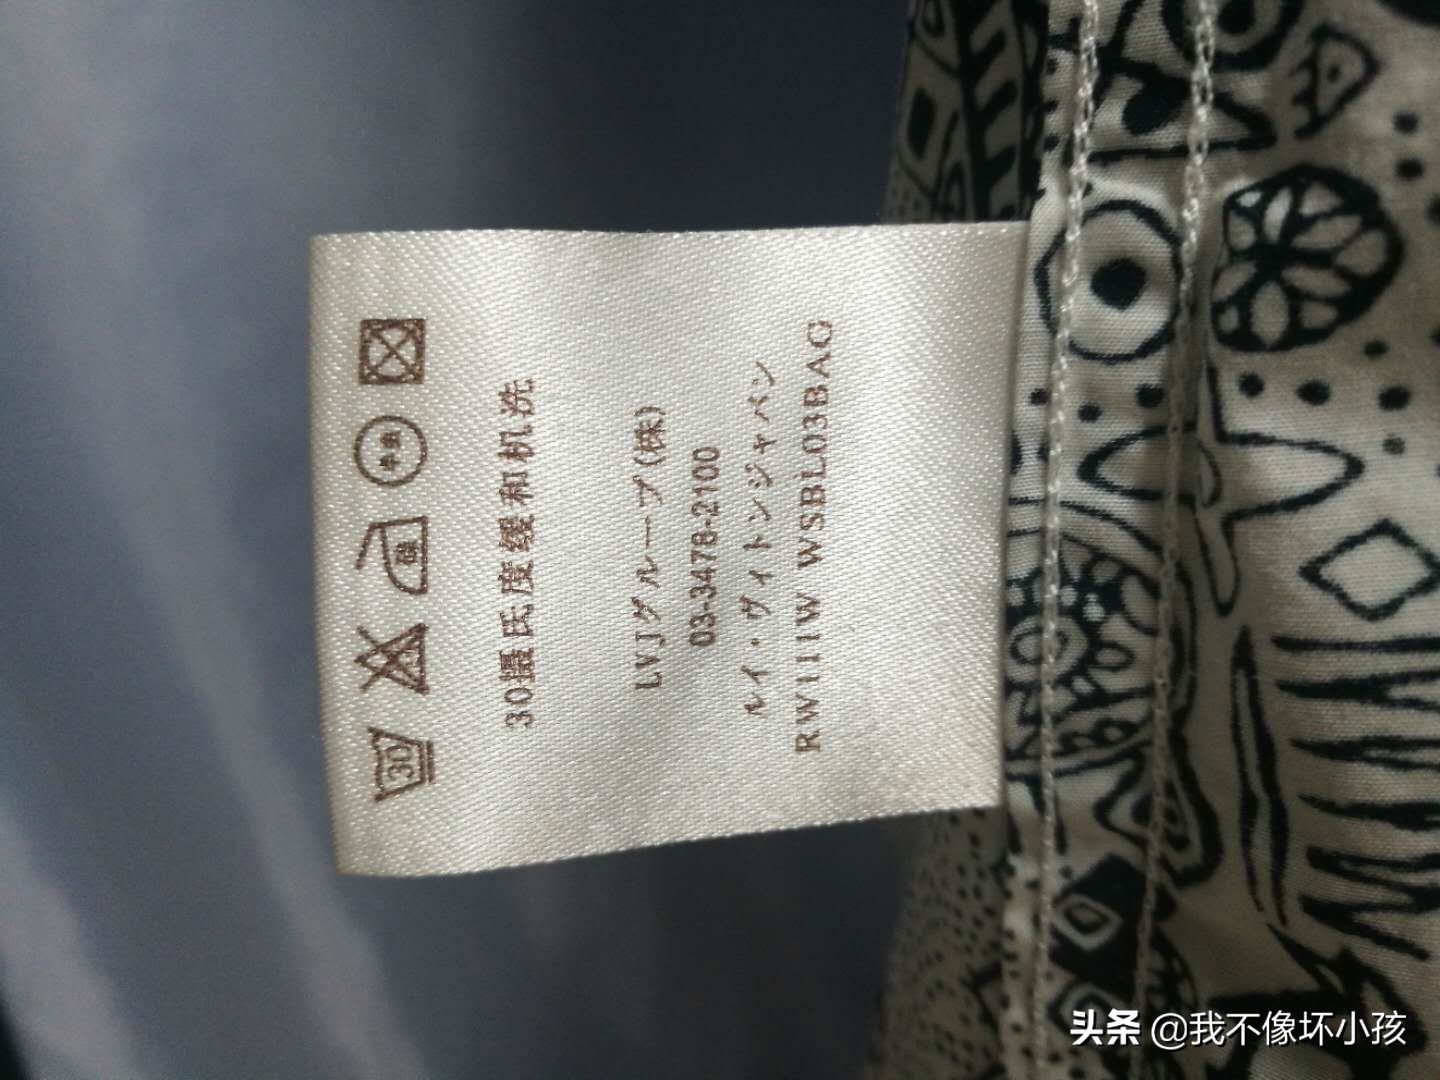 30
中
30摄氏度缓和机洗
LVJグループ(株)
03-3478-2100
ルイ・ヴィトンジャパン
RW111W WSBL03BAG
头条 @我不像坏小孩